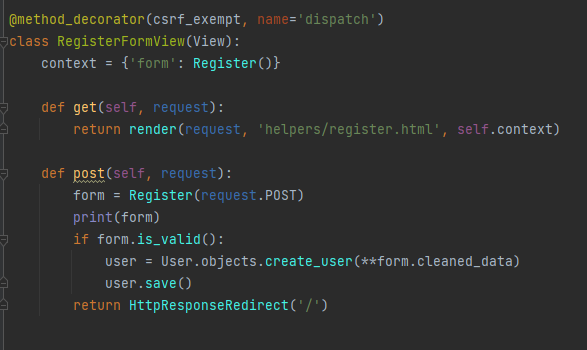 @method_decorator(csrf_exempt, name='dispatch')
class RegisterFormView(View):
    context = {'form': Register()}

    def get(self, request):
        return render(request, 'helpers/register.html', self.context)

    def post(self, request):
        form = Register(request.POST)
        print(form)
        if form.is_valid():
            user = User.objects.create_user(**form.cleaned_data)
            user.save()
        return HttpResponseRedirect('/')